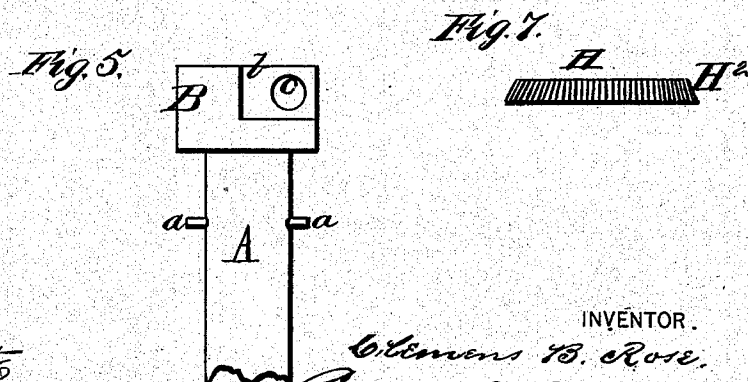 Fig. 5.
b
B
C
a
a
A
Fig. 7.
H
H²
INVENTOR.
Clemens B. Rose.